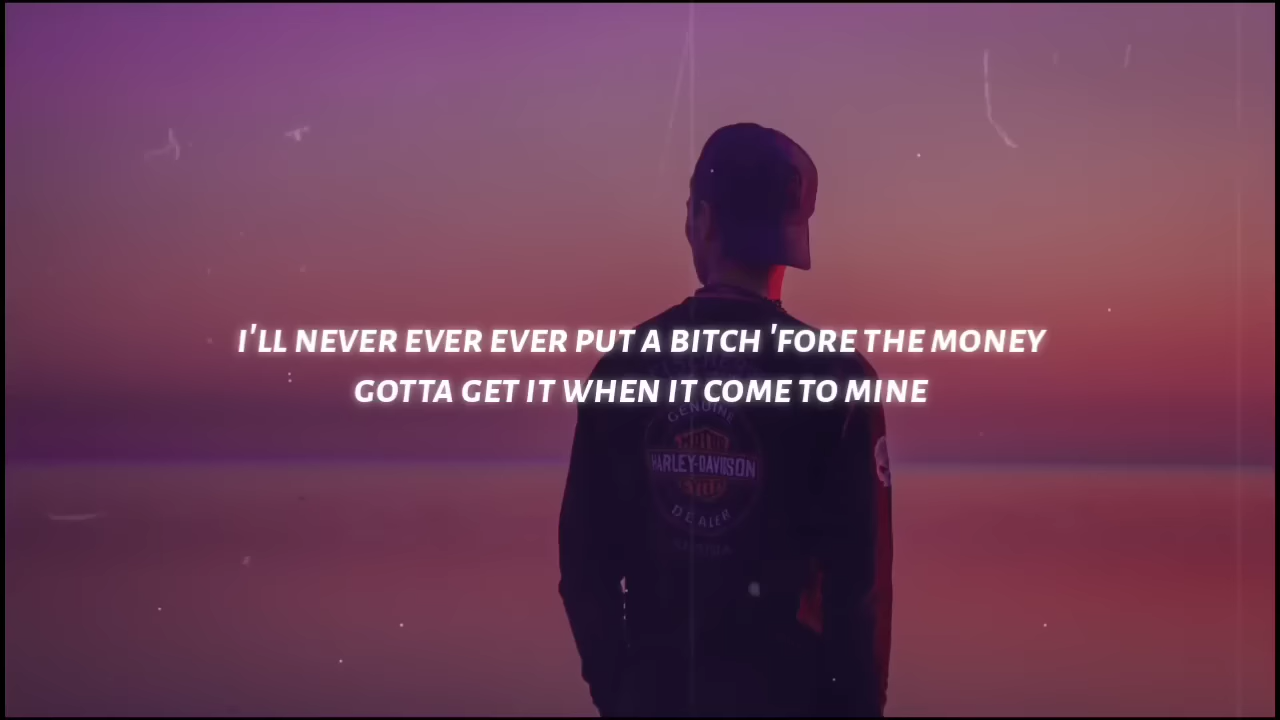 I'LL NEVER EVER EVER PUT A BITCH 'FORE THE MONEY
GOTTA GET IT WHEN IT COME TO MINE
GENUINE
MOTOR
HARLEY-DAVIDSON
DEALER